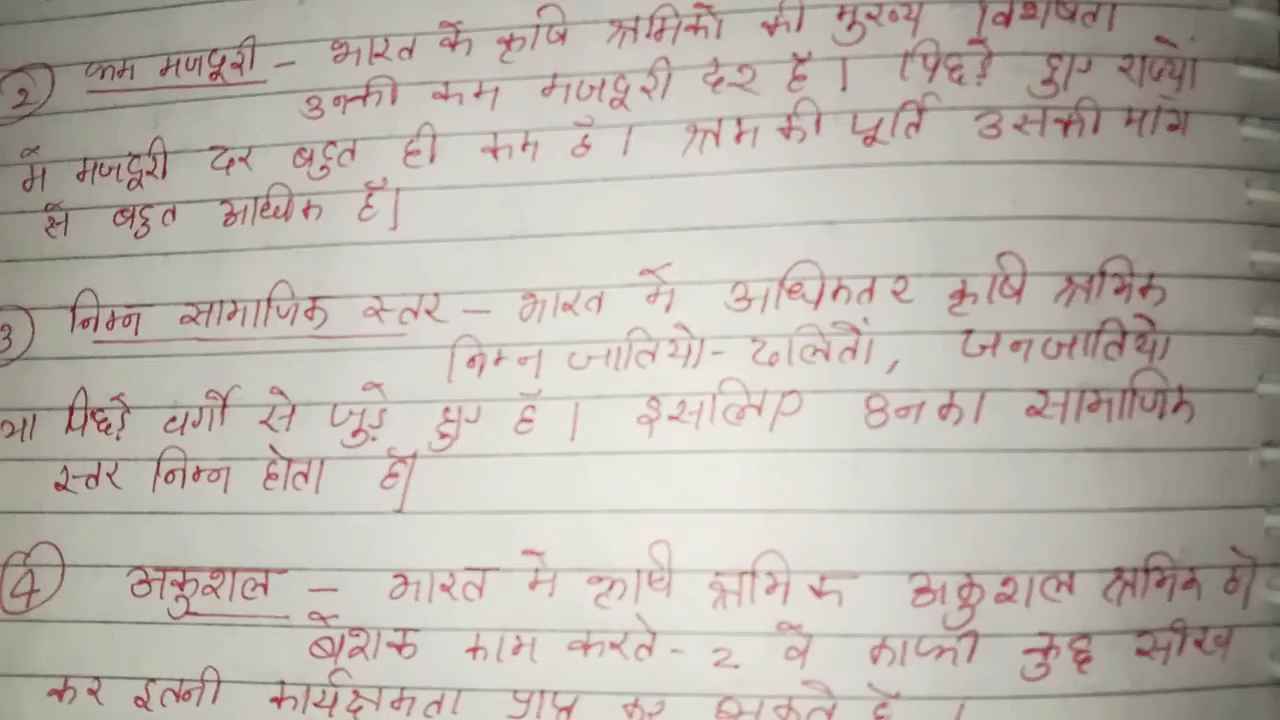 ② कम मजदूरी - भारत के कृषि श्रमिकों की मुख्य विशेषता
उनकी कम मजदूरी दर है। पिछड़े हुए राज्यों
में मजदूरी दर बहुत ही कम है। श्रम की पूर्ति उसकी मांग
से बहुत अधिक है।
③ निम्न सामाजिक स्तर - भारत में अधिकतर कृषि श्रमिक
निम्न जातियो- दलितों, जनजातियो
या पिछड़े वर्गों से जुड़े हुए है। इसलिए उनका सामाजिक
स्तर निम्न होता है।
④ अकुशल - भारत मे कृषि श्रमिक अकुशल श्रमिक
बेशक काम करते-2 वे काफी कुछ सीख
कर इतनी कार्यक्षमता प्राप्त कर सकते है ।